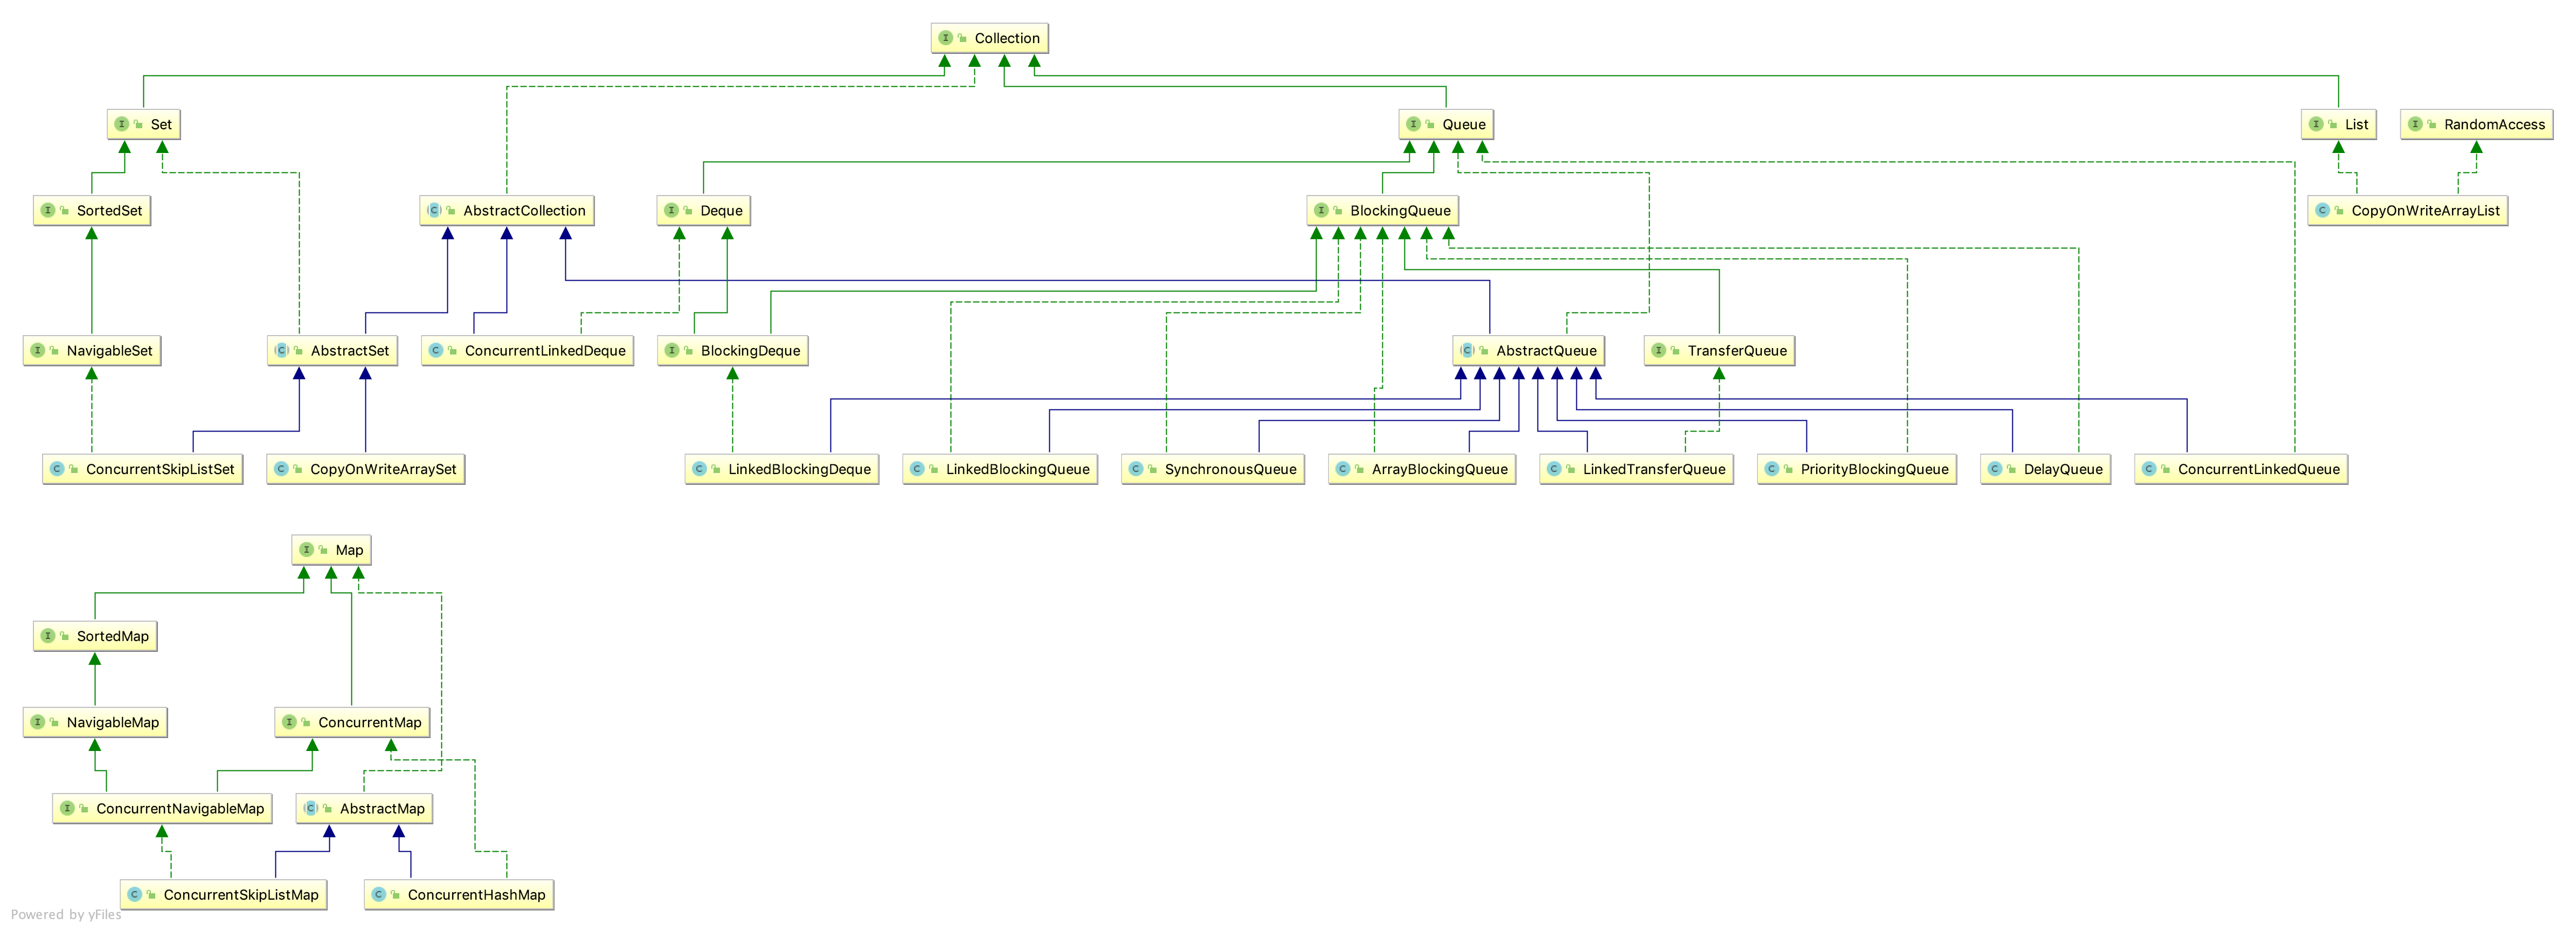 Collection
Set
Queue
List
RandomAccess
SortedSet
AbstractCollection
Deque
BlockingQueue
CopyOnWriteArrayList
NavigableSet
AbstractSet
ConcurrentLinkedDeque
BlockingDeque
AbstractQueue
TransferQueue
ConcurrentSkipListSet
CopyOnWriteArraySet
LinkedBlockingDeque
LinkedBlockingQueue
SynchronousQueue
ArrayBlockingQueue
LinkedTransferQueue
PriorityBlockingQueue
DelayQueue
ConcurrentLinkedQueue
Map
SortedMap
NavigableMap
ConcurrentMap
ConcurrentNavigableMap
AbstractMap
ConcurrentSkipListMap
ConcurrentHashMap
Powered by yFiles